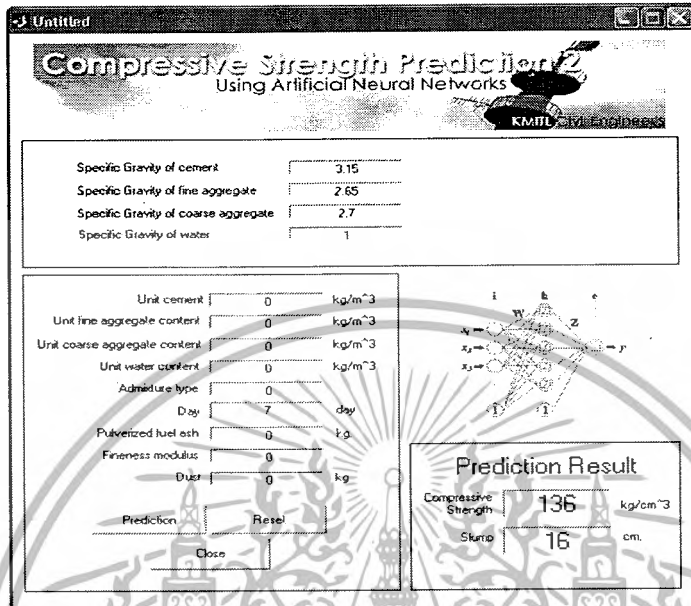 Untitled
Compressive Strength Prediction 2
Using Artificial Neural Networks
KMITL Civil Engineers
Specific Gravity of cement 3.15
Specific Gravity of fine aggregate 2.65
Specific Gravity of coarse aggregate 2.7
Specific Gravity of water 1
Unit cement 0 kg/m^3
Unit fine aggregate content 0 kg/m^3
Unit coarse aggregate content 0 kg/m^3
Unit water content 0 kg/m^3
Admixture type 0
Day 7 day
Pulverized fuel ash 0 kg
Fineness modulus 0
Dust 0 kg
Prediction Reset
Close
i h o
W Z
y
1 1
Prediction Result
Compressive Strength 136 kg/cm^3
Slump 16 cm.